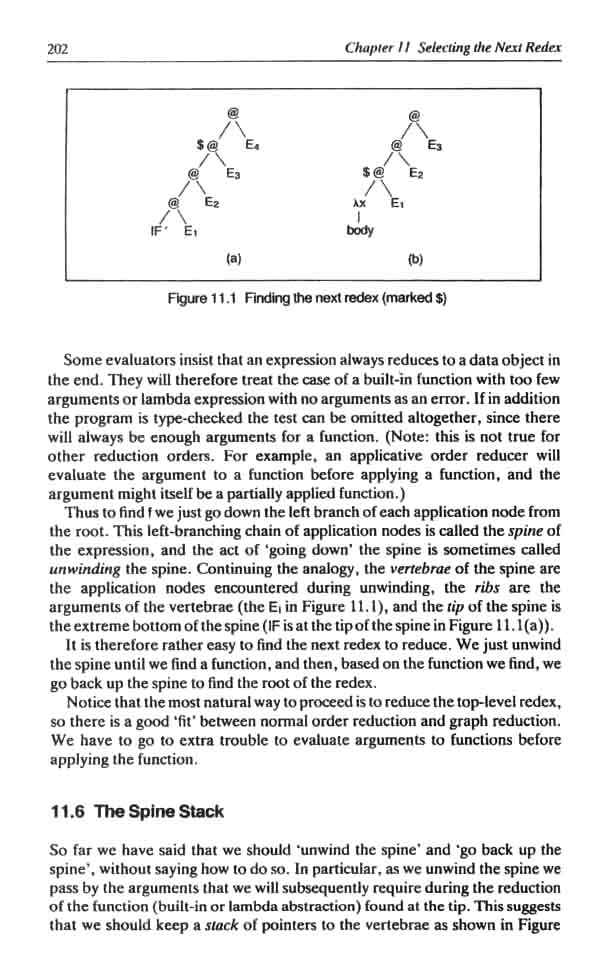 202 Chapter 11 Selecting the Next Redex
@ @
$ @ E4 @ E3
@ E3 $ @ E2
@ E2 λx E1
IF E1 body
(a) (b)
Figure 11.1 Finding the next redex (marked $)
Some evaluators insist that an expression always reduces to a data object in
the end. They will therefore treat the case of a built-in function with too few
arguments or lambda expression with no arguments as an error. If in addition
the program is type-checked the test can be omitted altogether, since there
will always be enough arguments for a function. (Note: this is not true for
other reduction orders. For example, an applicative order reducer will
evaluate the argument to a function before applying a function, and the
argument might itself be a partially applied function.)
Thus to find f we just go down the left branch of each application node from
the root. This left-branching chain of application nodes is called the spine of
the expression, and the act of 'going down' the spine is sometimes called
unwinding the spine. Continuing the analogy, the vertebrae of the spine are
the application nodes encountered during unwinding, the ribs are the
arguments of the vertebrae (the Ei in Figure 11.1), and the tip of the spine is
the extreme bottom of the spine (IF is at the tip of the spine in Figure 11.1(a)).
It is therefore rather easy to find the next redex to reduce. We just unwind
the spine until we find a function, and then, based on the function we find, we
go back up the spine to find the root of the redex.
Notice that the most natural way to proceed is to reduce the top-level redex,
so there is a good 'fit' between normal order reduction and graph reduction.
We have to go to extra trouble to evaluate arguments to functions before
applying the function.
11.6 The Spine Stack
So far we have said that we should 'unwind the spine' and 'go back up the
spine', without saying how to do so. In particular, as we unwind the spine we
pass by the arguments that we will subsequently require during the reduction
of the function (built-in or lambda abstraction) found at the tip. This suggests
that we should keep a stack of pointers to the vertebrae as shown in Figure